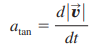 a_tan = d|v⃗| / dt